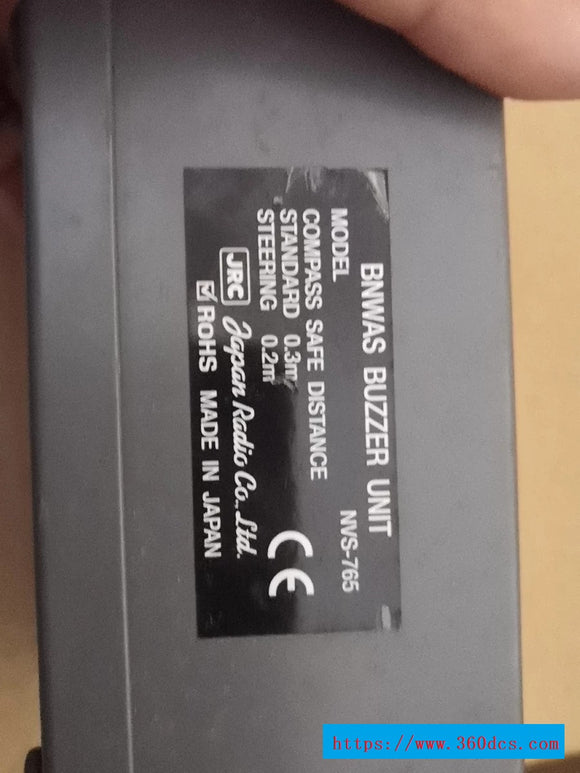 BNWAS BUZZER UNIT
MODEL NVS-765
COMPASS SAFE DISTANCE
STANDARD 0.3m
STEERING 0.2m
CE
JRC Japan Radio Co., Ltd.
☑ROHS MADE IN JAPAN
https://www.360dcs.com